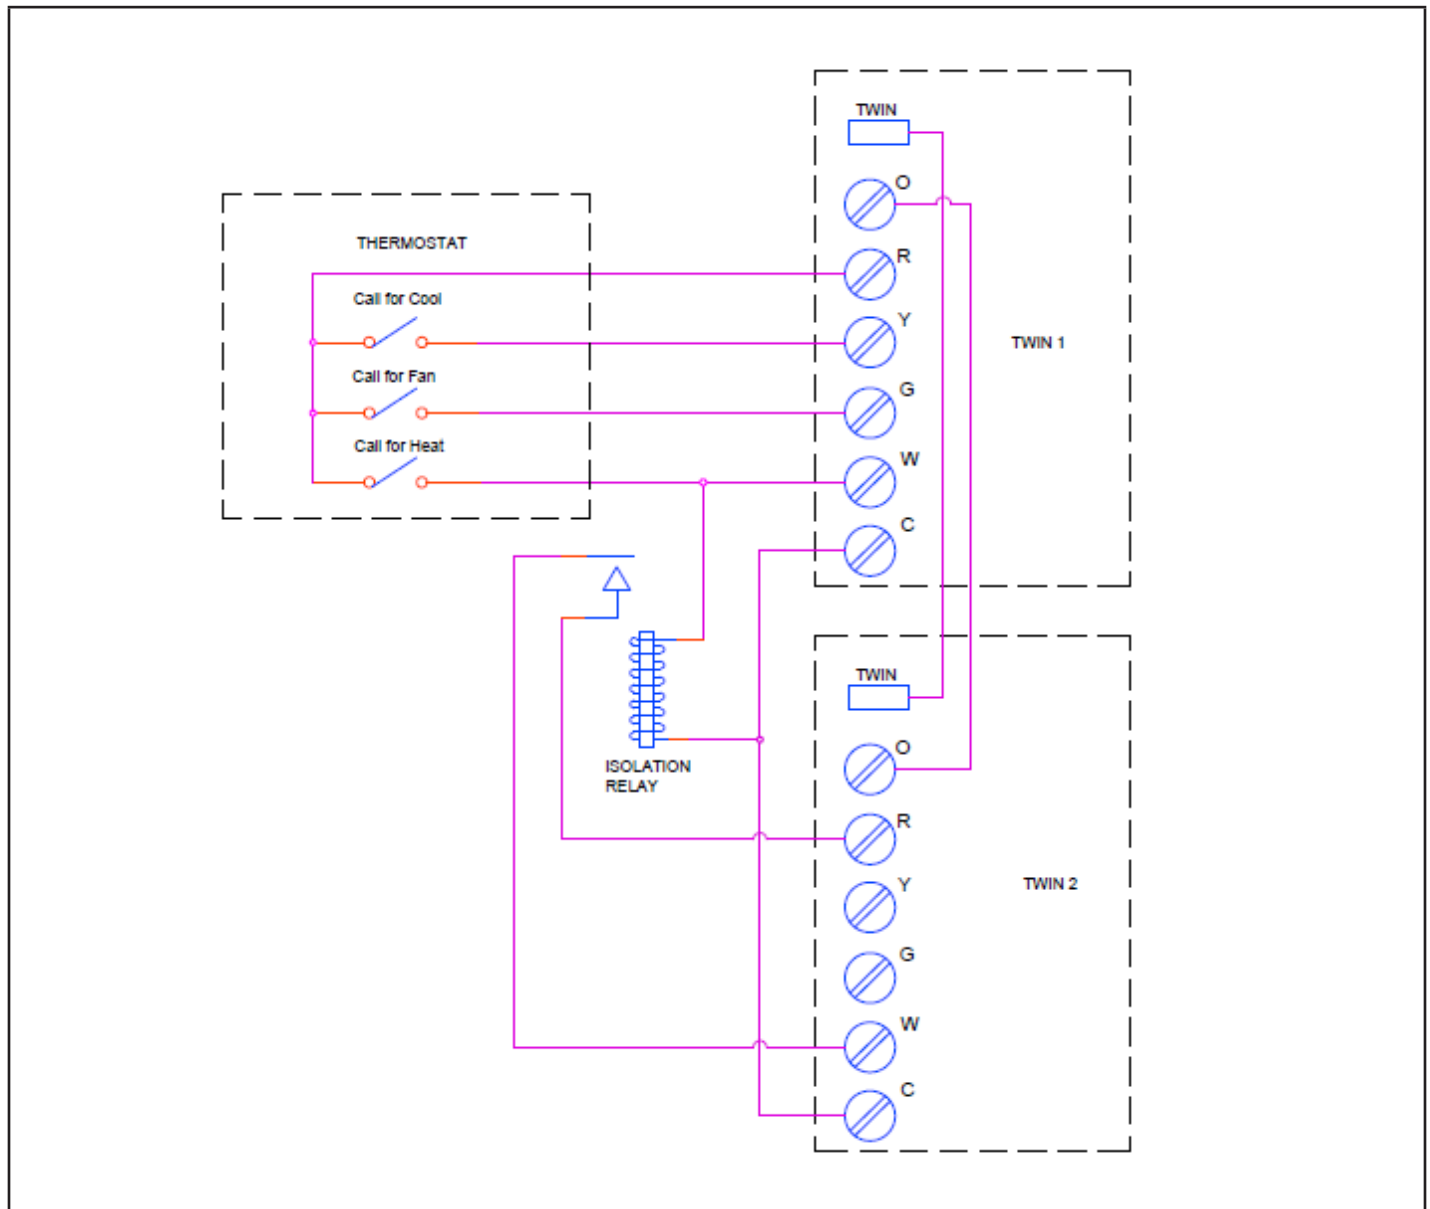 TWIN
O
R
Y
G
W
C
TWIN 1
THERMOSTAT
Call for Cool
Call for Fan
Call for Heat
ISOLATION
RELAY
TWIN
O
R
Y
G
W
C
TWIN 2